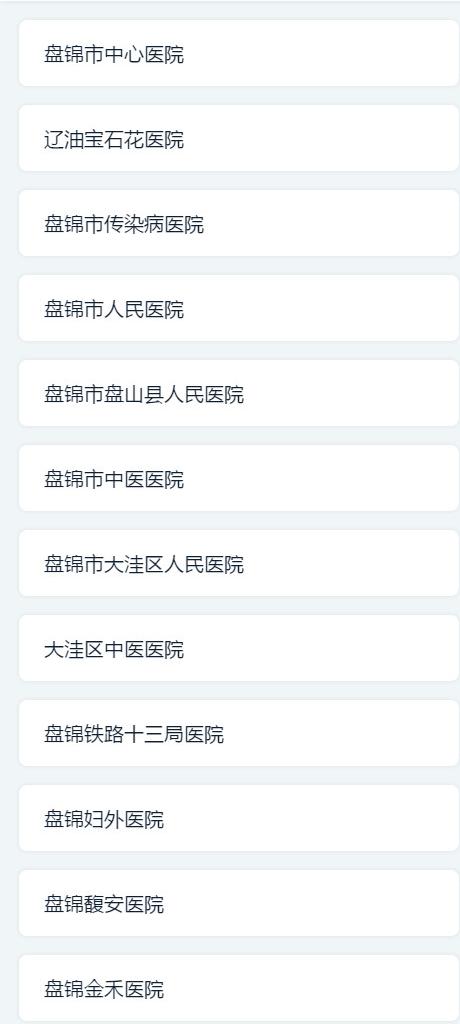 盘锦市中心医院
辽油宝石花医院
盘锦市传染病医院
盘锦市人民医院
盘锦市盘山县人民医院
盘锦市中医医院
盘锦市大洼区人民医院
大洼区中医医院
盘锦铁路十三局医院
盘锦妇外医院
盘锦馥安医院
盘锦金禾医院